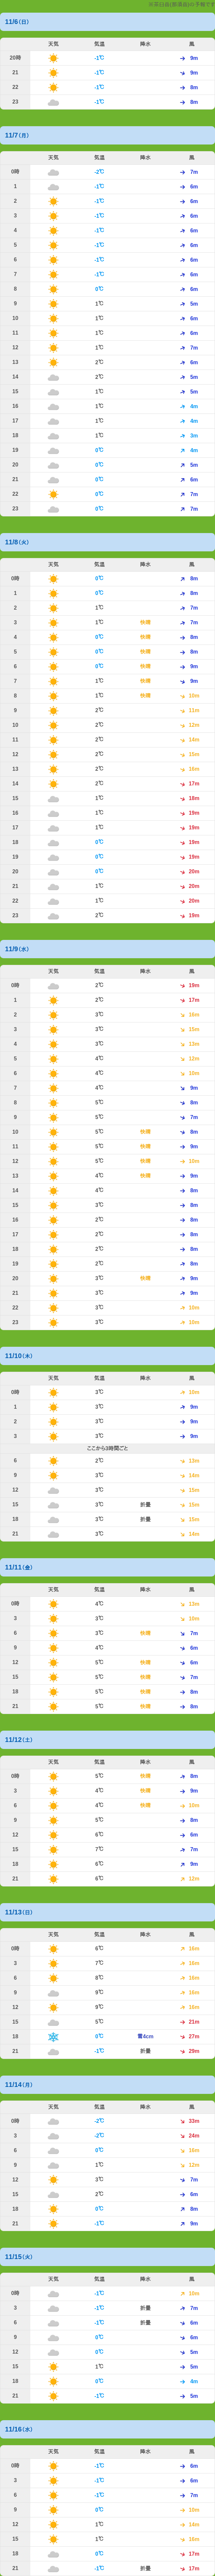 11/6(日)
天気 気温 降水 風
20時 -1℃ 9m
21 -1℃ 9m
22 -1℃ 8m
23 -1℃ 8m
11/7(月)
天気 気温 降水 風
0時 -2℃ 7m
1 -1℃ 6m
2 -1℃ 6m
3 -1℃ 6m
4 -1℃ 6m
5 -1℃ 6m
6 -1℃ 6m
7 -1℃ 6m
8 0℃ 6m
9 1℃ 5m
10 1℃ 6m
11 1℃ 6m
12 1℃ 7m
13 2℃ 6m
14 2℃ 5m
15 1℃ 5m
16 1℃ 4m
17 1℃ 4m
18 1℃ 3m
19 0℃ 4m
20 0℃ 5m
21 0℃ 6m
22 0℃ 7m
23 0℃ 7m
11/8(火)
天気 気温 降水 風
0時 0℃ 8m
1 0℃ 8m
2 1℃ 7m
3 1℃ 快晴 7m
4 0℃ 快晴 8m
5 0℃ 快晴 8m
6 0℃ 快晴 9m
7 1℃ 快晴 9m
8 1℃ 快晴 10m
9 2℃ 11m
10 2℃ 12m
11 2℃ 14m
12 2℃ 15m
13 2℃ 16m
14 2℃ 17m
15 1℃ 18m
16 1℃ 19m
17 1℃ 19m
18 0℃ 19m
19 0℃ 19m
20 0℃ 20m
21 1℃ 20m
22 1℃ 20m
23 2℃ 19m
11/9(水)
天気 気温 降水 風
0時 2℃ 19m
1 2℃ 17m
2 3℃ 16m
3 3℃ 15m
4 3℃ 13m
5 4℃ 12m
6 4℃ 10m
7 4℃ 9m
8 5℃ 8m
9 5℃ 7m
10 5℃ 快晴 8m
11 5℃ 快晴 9m
12 5℃ 快晴 10m
13 4℃ 快晴 9m
14 4℃ 8m
15 3℃ 8m
16 2℃ 8m
17 2℃ 8m
18 2℃ 8m
19 2℃ 8m
20 3℃ 快晴 9m
21 3℃ 9m
22 3℃ 10m
23 3℃ 10m
11/10(木)
天気 気温 降水 風
0時 3℃ 10m
1 3℃ 9m
2 3℃ 9m
3 3℃ 9m
ここから3時間ごと
6 2℃ 13m
9 3℃ 14m
12 3℃ 15m
15 3℃ 折曇 15m
18 3℃ 折曇 15m
21 3℃ 14m
11/11(金)
天気 気温 降水 風
0時 4℃ 13m
3 3℃ 10m
6 3℃ 快晴 7m
9 4℃ 6m
12 5℃ 快晴 6m
15 5℃ 快晴 7m
18 5℃ 快晴 8m
21 5℃ 快晴 8m
11/12(土)
天気 気温 降水 風
0時 5℃ 快晴 8m
3 4℃ 快晴 9m
6 4℃ 快晴 10m
9 5℃ 8m
12 6℃ 6m
15 7℃ 7m
18 6℃ 9m
21 6℃ 12m
11/13(日)
天気 気温 降水 風
0時 6℃ 16m
3 7℃ 16m
6 8℃ 16m
9 9℃ 16m
12 9℃ 16m
15 5℃ 21m
18 0℃ 雪4cm 27m
21 -1℃ 折曇 29m
11/14(月)
天気 気温 降水 風
0時 -2℃ 33m
3 -2℃ 24m
6 0℃ 16m
9 1℃ 12m
12 3℃ 7m
15 2℃ 6m
18 0℃ 8m
21 -1℃ 9m
11/15(火)
天気 気温 降水 風
0時 -1℃ 10m
3 -1℃ 折曇 7m
6 -1℃ 折曇 6m
9 0℃ 6m
12 0℃ 5m
15 1℃ 5m
18 0℃ 4m
21 -1℃ 5m
11/16(水)
天気 気温 降水 風
0時 -1℃ 6m
3 -1℃ 6m
6 -1℃ 7m
9 0℃ 10m
12 1℃ 14m
15 1℃ 16m
18 0℃ 17m
21 -1℃ 折曇 17m